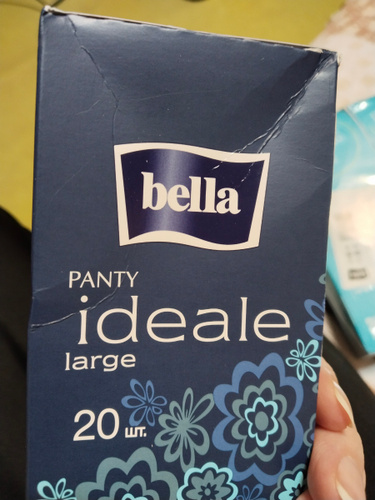 bella
PANTY
ideale
large
20 шт.